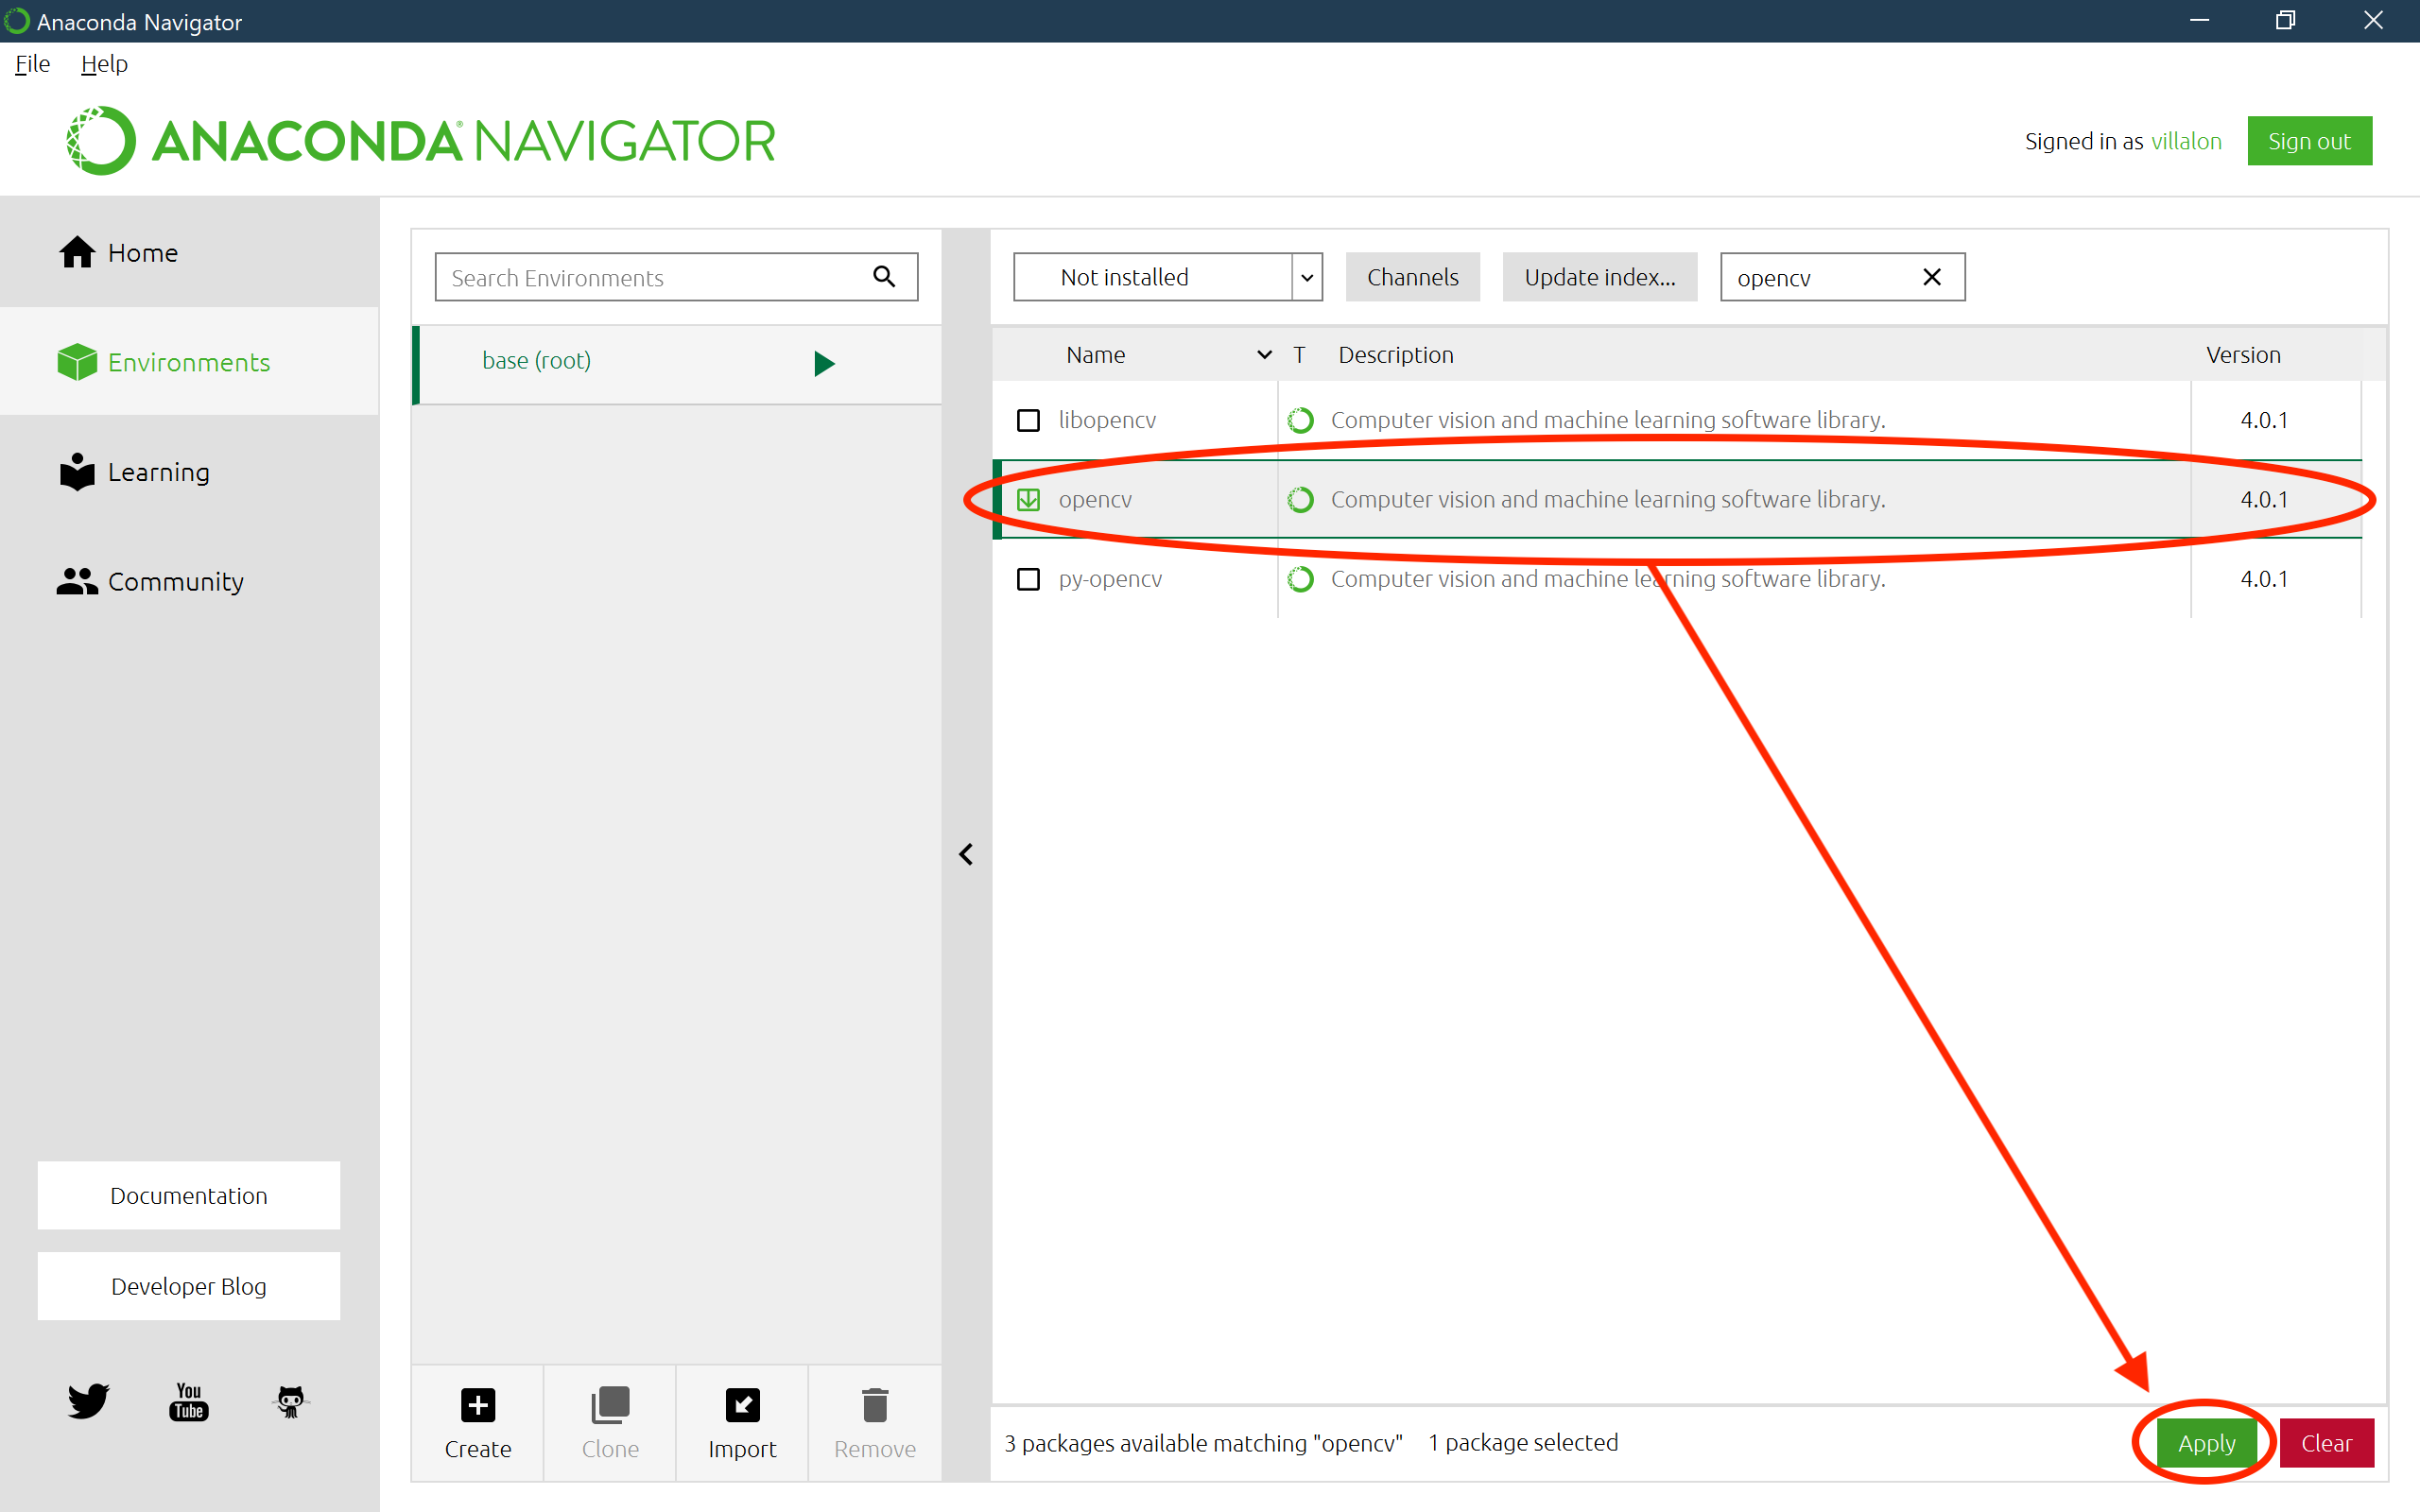 Anaconda Navigator
File Help
ANACONDA® NAVIGATOR
Signed in as villalon Sign out
Home
Environments
Learning
Community
Documentation
Developer Blog
You
Tube
Search Environments
base (root)
Create Clone Import Remove
Not installed Channels Update index... opencv
Name T Description Version
libopencv Computer vision and machine learning software library. 4.0.1
opencv Computer vision and machine learning software library. 4.0.1
py-opencv Computer vision and machine learning software library. 4.0.1
3 packages available matching "opencv" 1 package selected Apply Clear